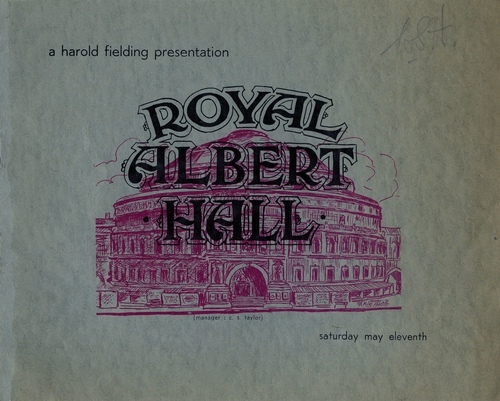 a harold fielding presentation
ROYAL
ALBERT
· HALL ·
(manager : c. s. taylor)
saturday may eleventh